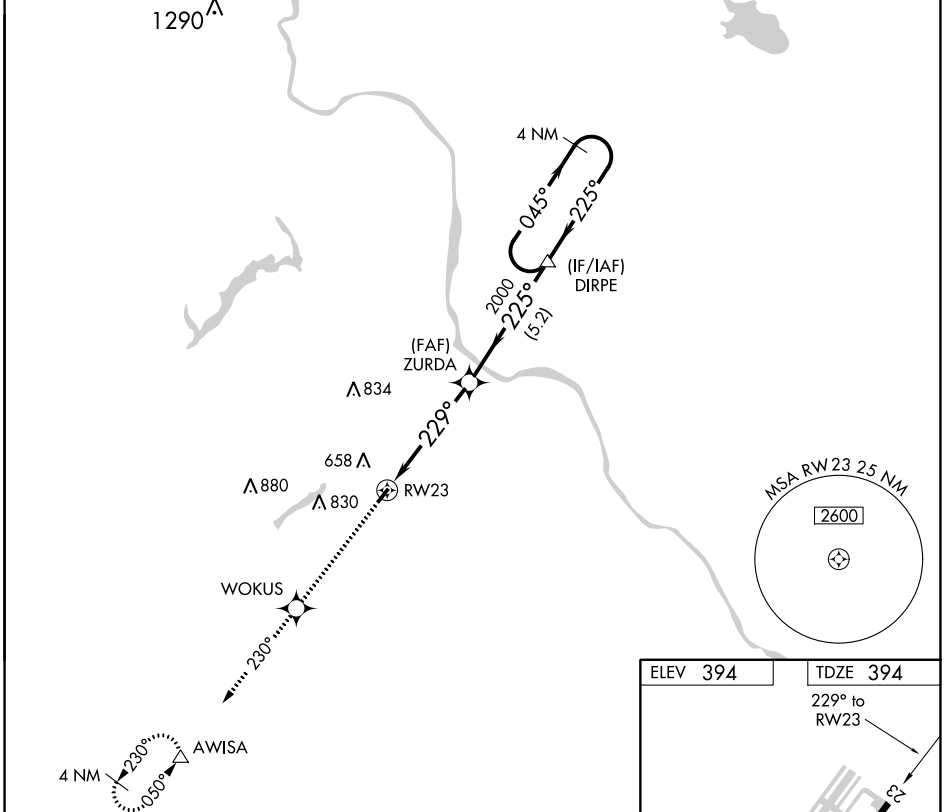 1290
4 NM
045°
225°
(IF/IAF)
DIRPE
2000
225°
(5.2)
(FAF)
ZURDA
834
229°
658
880
830
RW23
MSA RW 23 25 NM
2600
WOKUS
230°
ELEV 394
TDZE 394
229° to
RW23
23
AWISA
4 NM
230°
050°